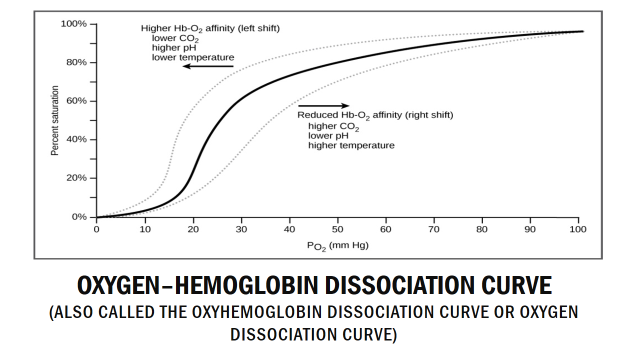 100%
80%
60%
40%
20%
0%
Percent saturation
Higher Hb-O2 affinity (left shift)
lower CO2
higher pH
lower temperature
Reduced Hb-O2 affinity (right shift)
higher CO2
lower pH
higher temperature
0 10 20 30 40 50 60 70 80 90 100
PO2 (mm Hg)
OXYGEN–HEMOGLOBIN DISSOCIATION CURVE
(ALSO CALLED THE OXYHEMOGLOBIN DISSOCIATION CURVE OR OXYGEN
DISSOCIATION CURVE)